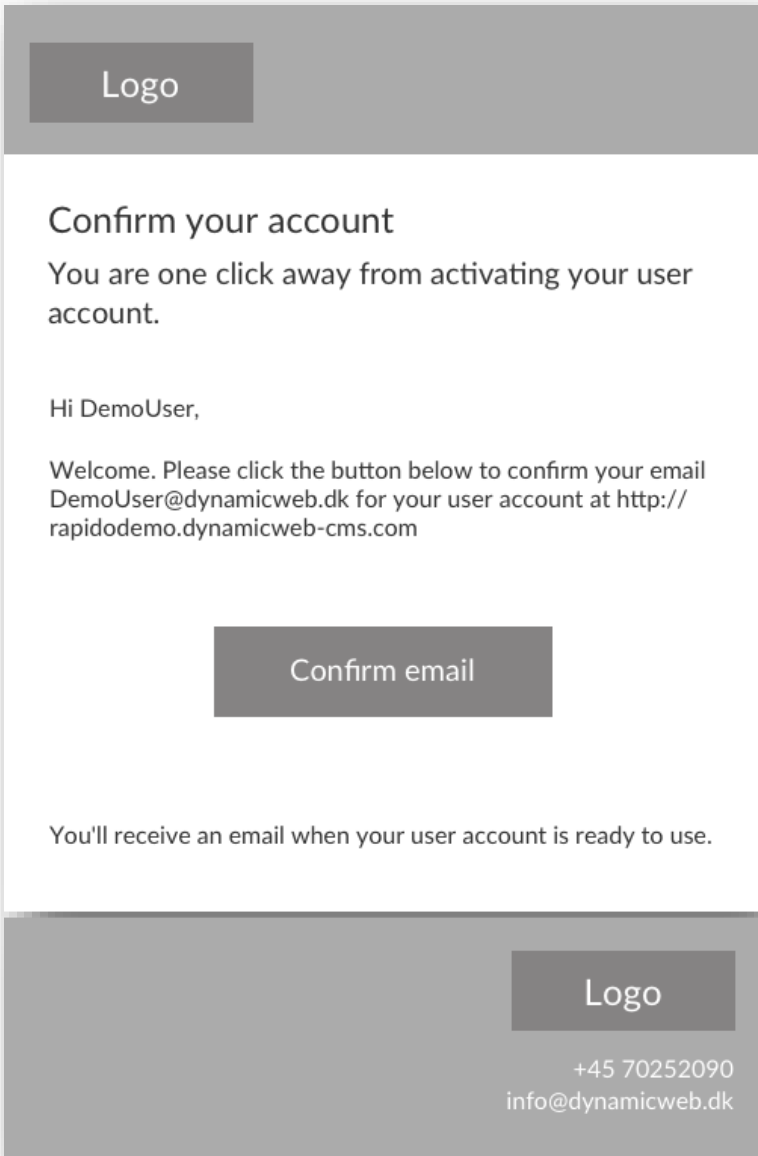 Logo
Confirm your account
You are one click away from activating your user
account.
Hi DemoUser,
Welcome. Please click the button below to confirm your email
DemoUser@dynamicweb.dk for your user account at http://
rapidodemo.dynamicweb-cms.com
Confirm email
You'll receive an email when your user account is ready to use.
Logo
+45 70252090
info@dynamicweb.dk